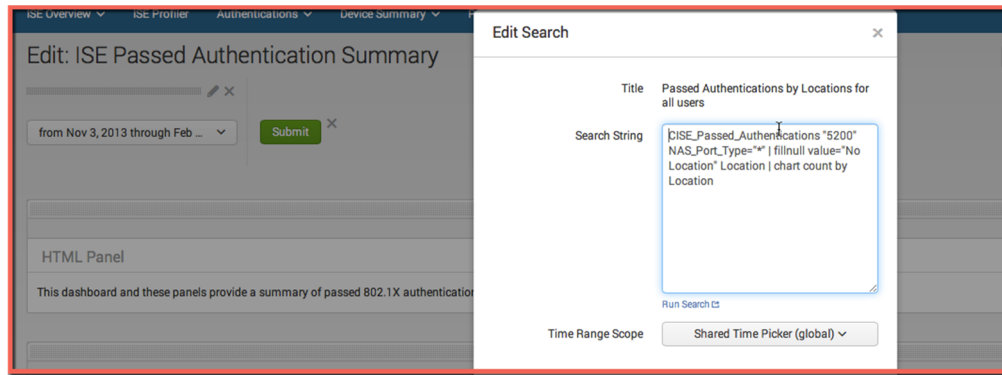 ISE Overview ISE Profiler Authentications Device Summary
Edit: ISE Passed Authentication Summary
from Nov 3, 2013 through Feb ...
Submit
HTML Panel
This dashboard and these panels provide a summary of passed 802.1X authentication
Edit Search
Title
Passed Authentications by Locations for
all users
Search String
CISE_Passed_Authentications "5200"
NAS_Port_Type="*" | fillnull value="No
Location" Location | chart count by
Location
Run Search
Time Range Scope
Shared Time Picker (global)